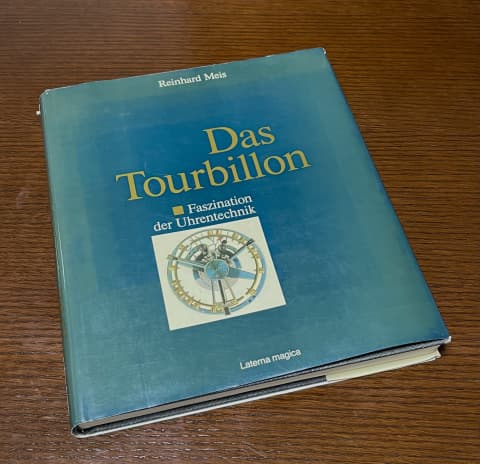 Reinhard Meis
Das
Tourbillon
Faszination
der Uhrentechnik
Laterna magica